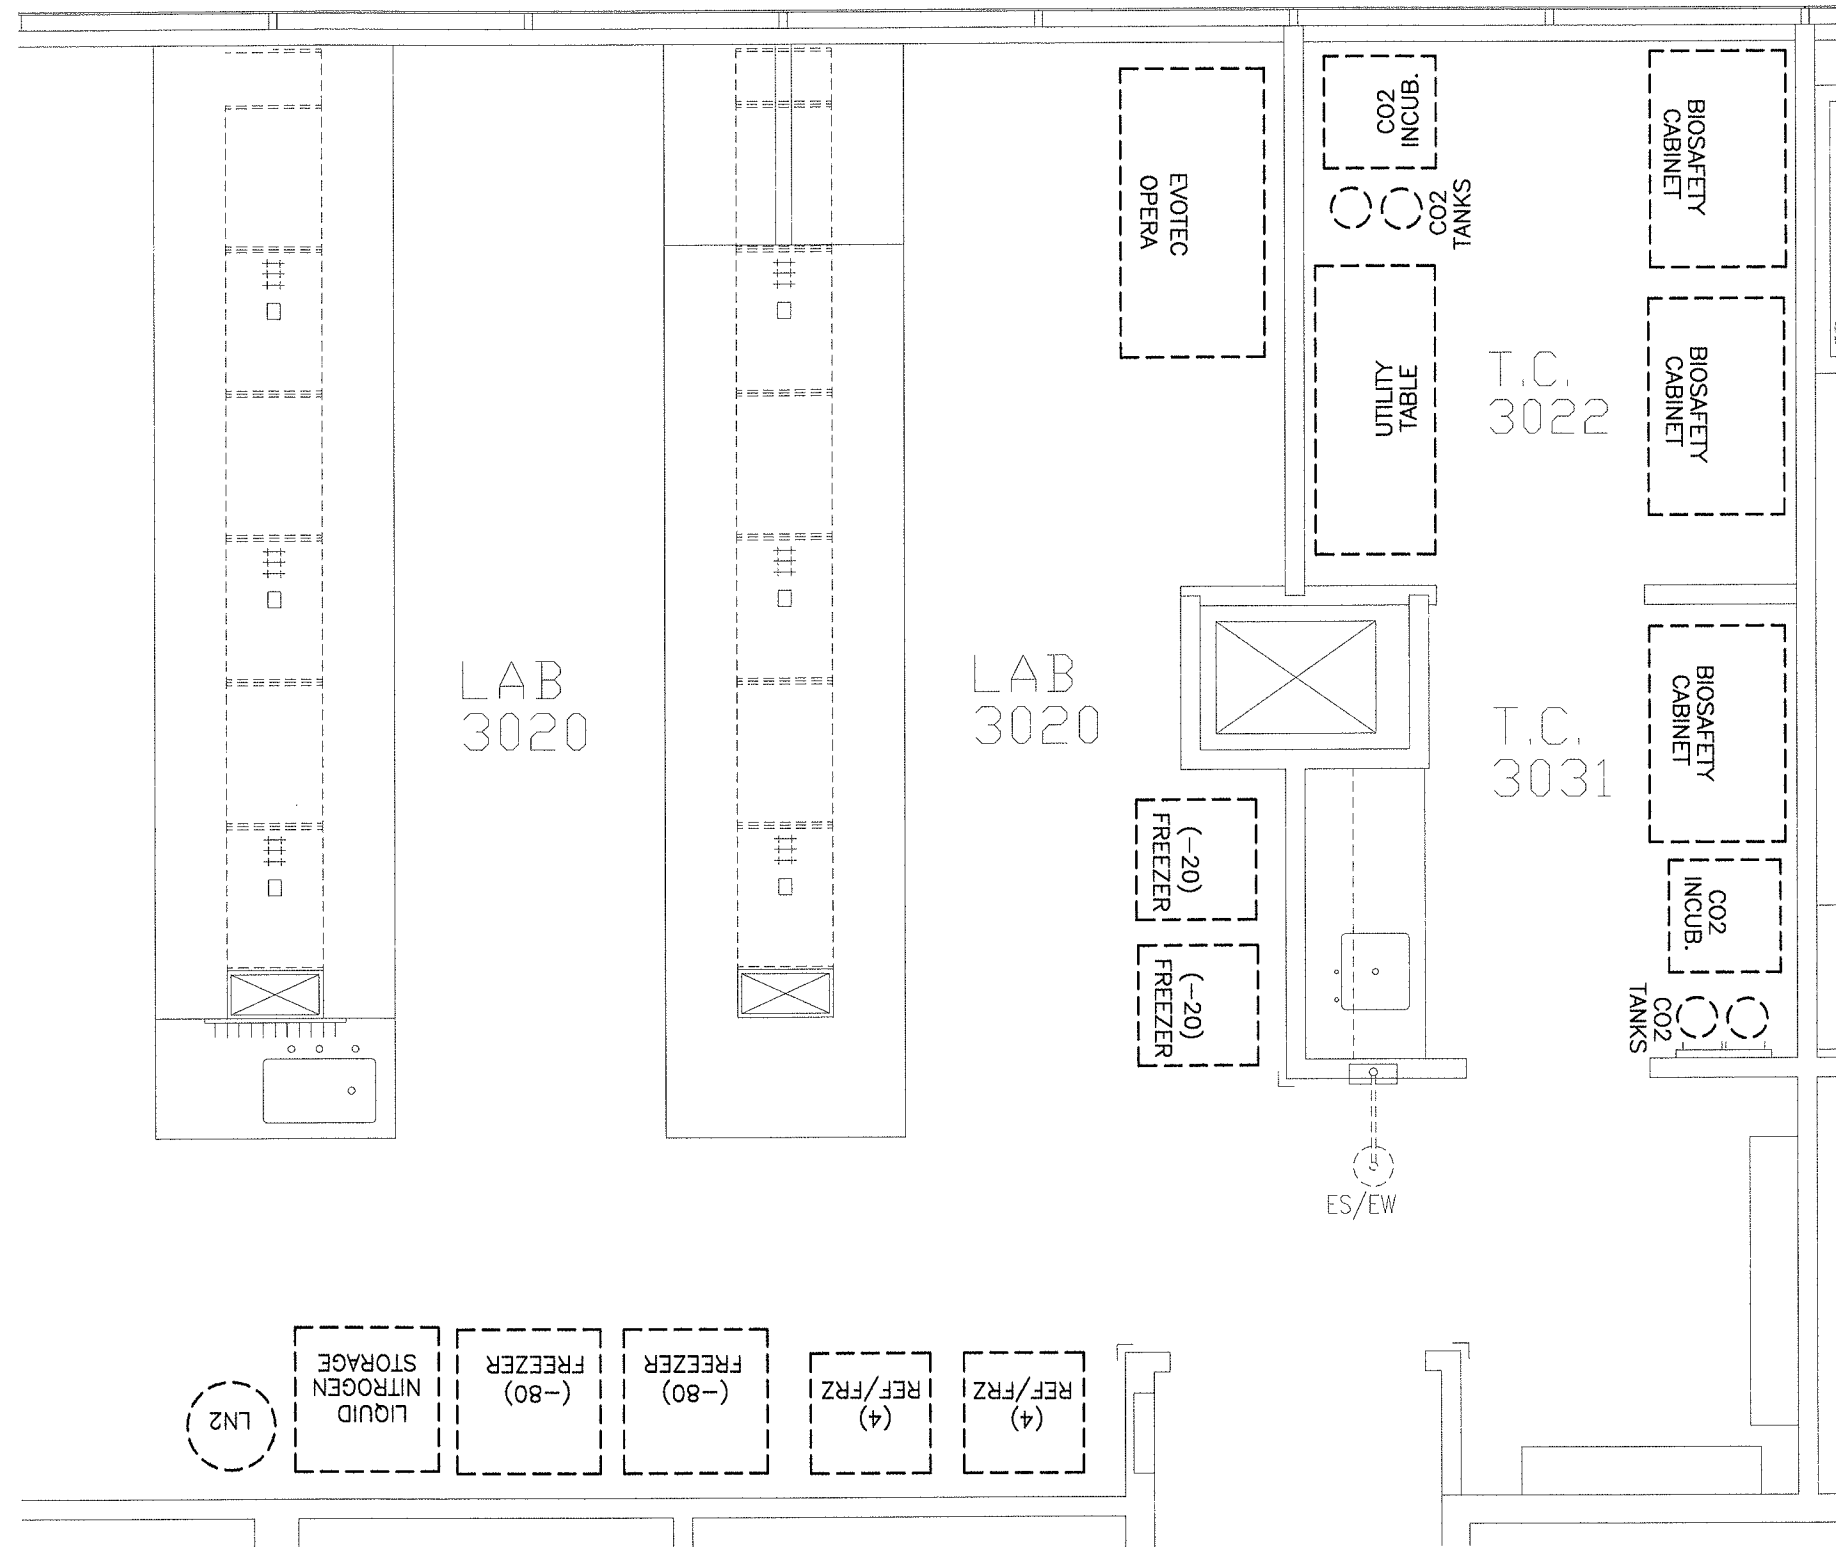 CO2
INCUB.
BIOSAFETY
CABINET
EVOTEC
OPERA
CO2
TANKS
UTILITY
TABLE
T.C.
3022
BIOSAFETY
CABINET
LAB
3020
LAB
3020
T.C.
3031
BIOSAFETY
CABINET
(-20)
FREEZER
CO2
INCUB.
(-20)
FREEZER
CO2
TANKS
ES/EW
LN2
LIQUID
NITROGEN
STORAGE
(-80)
FREEZER
(-80)
FREEZER
(4)
REF/FRZ
(4)
REF/FRZ